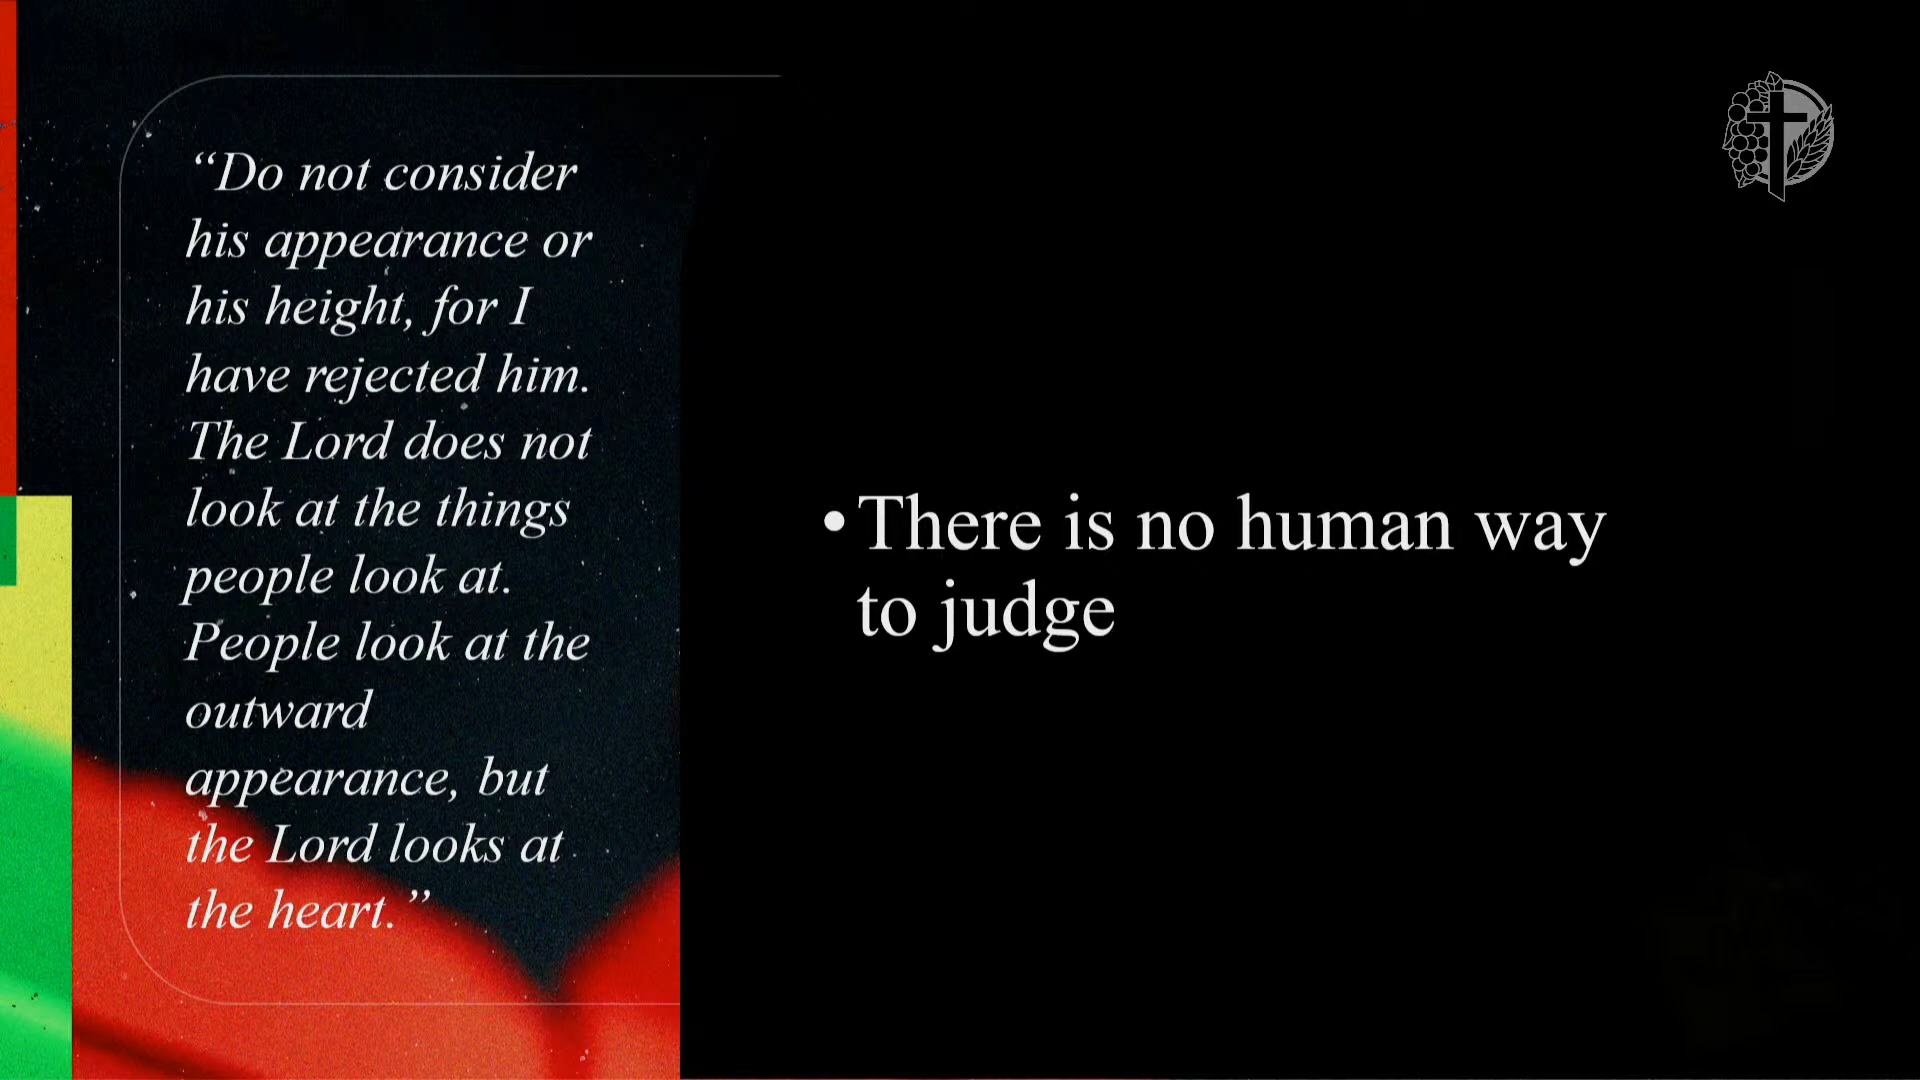 “Do not consider
his appearance or
his height, for I
have rejected him.
The Lord does not
look at the things
people look at.
People look at the
outward
appearance, but
the Lord looks at
the heart.”
•There is no human way
to judge